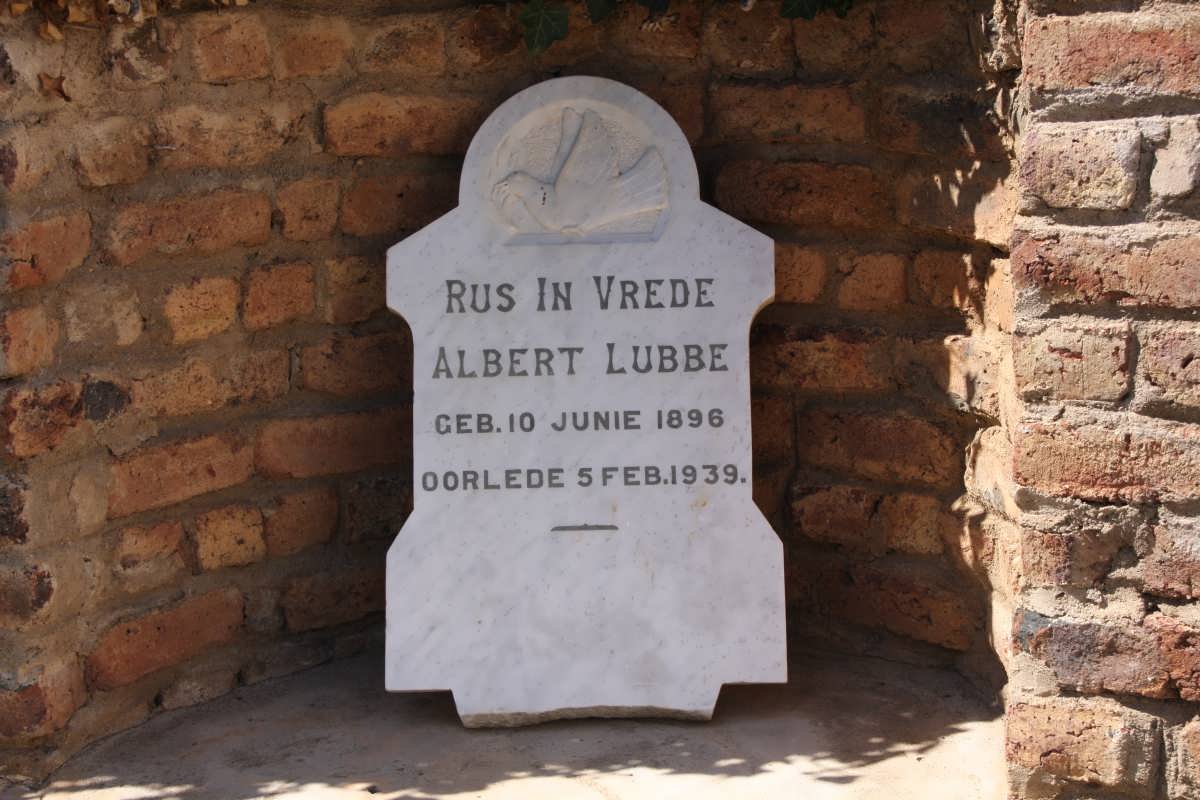 RUS IN VREDE
ALBERT LUBBE
GEB. 10 JUNIE 1896
OORLEDE 5 FEB. 1939.